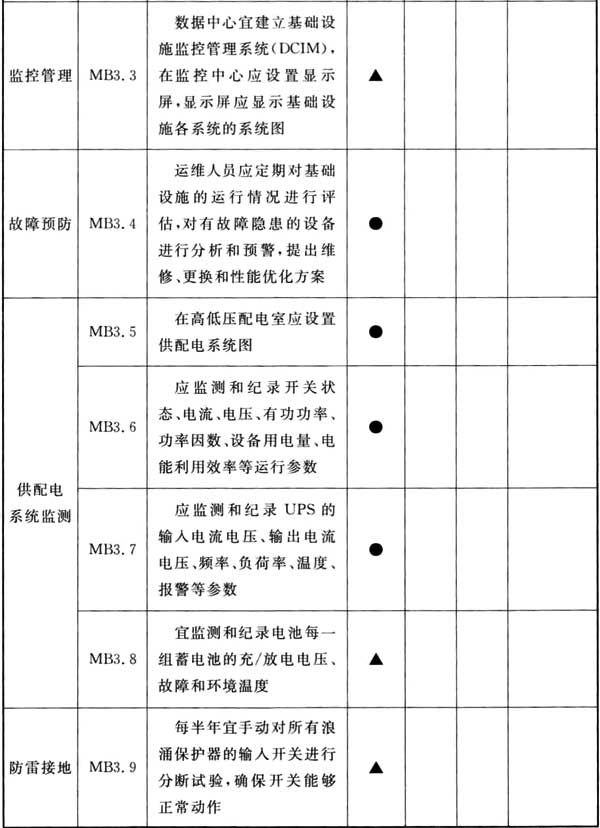 监控管理
MB3.3
数据中心宜建立基础设
施监控管理系统(DCIM),
在监控中心应设置显示
屏,显示屏应显示基础设
施各系统的系统图
▲
故障预防
MB3.4
运维人员应定期对基础
设施的运行情况进行评
估,对有故障隐患的设备
进行分析和预警,提出维
修、更换和性能优化方案
●
供配电
系统监测
MB3.5
在高低压配电室应设置
供配电系统图
●
MB3.6
应监测和纪录开关状
态、电流、电压、有功功率、
功率因数、设备用电量、电
能利用效率等运行参数
●
MB3.7
应监测和纪录 UPS 的
输入电流电压、输出电流
电压、频率、负荷率、温度、
报警等参数
●
MB3.8
宜监测和纪录电池每一
组蓄电池的充/放电电压、
故障和环境温度
▲
防雷接地
MB3.9
每半年宜手动对所有浪
涌保护器的输入开关进行
分断试验,确保开关能够
正常动作
▲